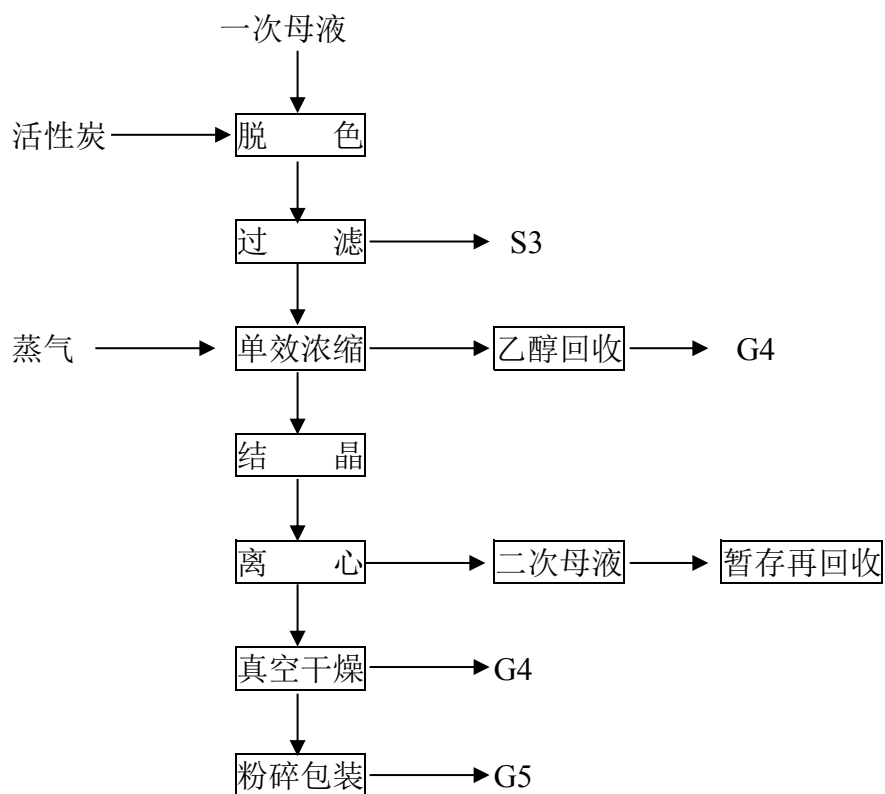 一次母液
活性炭
脱 色
过 滤
S3
蒸气
单效浓缩
乙醇回收
G4
结 晶
离 心
二次母液
暂存再回收
真空干燥
G4
粉碎包装
G5